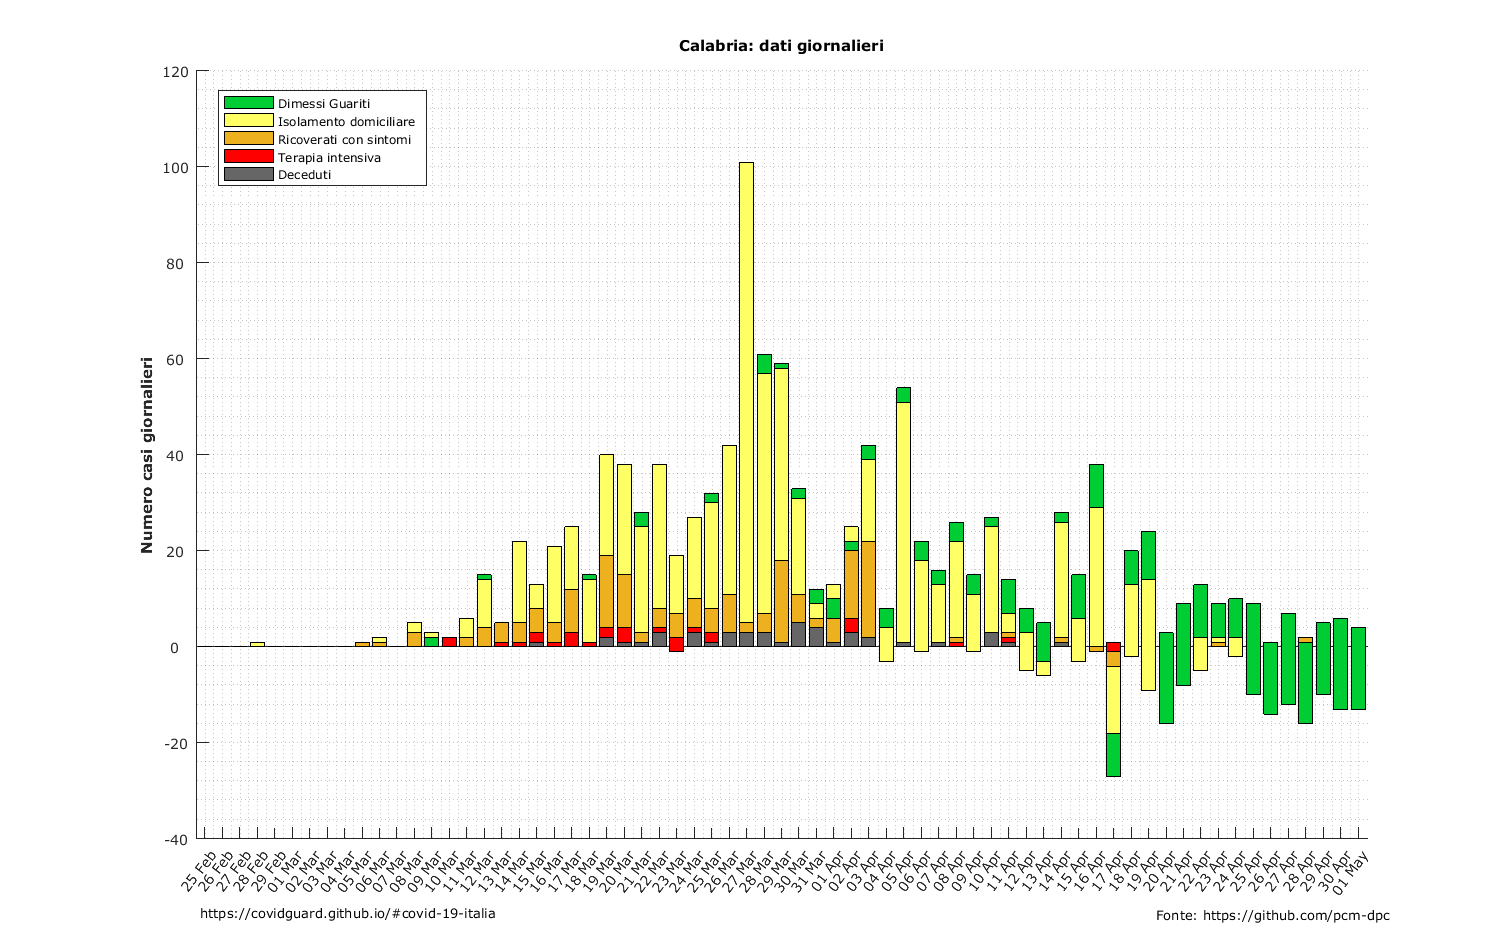 Calabria: dati giornalieri
120
100
80
60
40
20
0
-20
-40
Numero casi giornalieri
Dimessi Guariti
Isolamento domiciliare
Ricoverati con sintomi
Terapia intensiva
Deceduti
25 Feb
26 Feb
27 Feb
28 Feb
29 Feb
01 Mar
02 Mar
03 Mar
04 Mar
05 Mar
06 Mar
07 Mar
08 Mar
09 Mar
10 Mar
11 Mar
12 Mar
13 Mar
14 Mar
15 Mar
16 Mar
17 Mar
18 Mar
19 Mar
20 Mar
21 Mar
22 Mar
23 Mar
24 Mar
25 Mar
26 Mar
27 Mar
28 Mar
29 Mar
30 Mar
31 Mar
01 Apr
02 Apr
03 Apr
04 Apr
05 Apr
06 Apr
07 Apr
08 Apr
09 Apr
10 Apr
11 Apr
12 Apr
13 Apr
14 Apr
15 Apr
16 Apr
17 Apr
18 Apr
19 Apr
20 Apr
21 Apr
22 Apr
23 Apr
24 Apr
25 Apr
26 Apr
27 Apr
28 Apr
29 Apr
30 Apr
01 May
https://covidguard.github.io/#covid-19-italia
Fonte: https://github.com/pcm-dpc